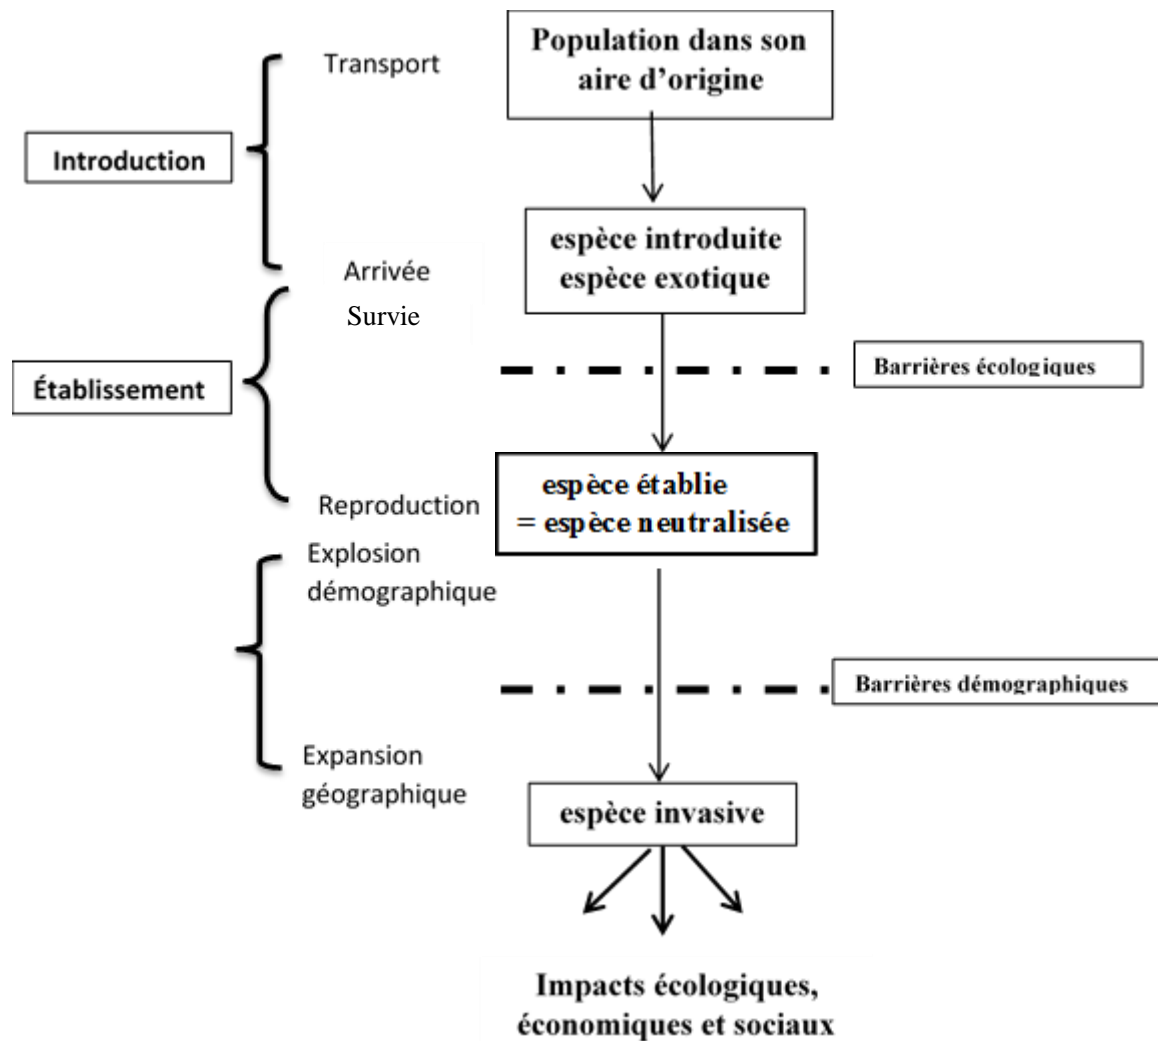 Population dans son
aire d'origine
Transport
Introduction
espèce introduite
espèce exotique
Arrivée
Survie
Barrières écologiques
Établissement
espèce établie
= espèce neutralisée
Reproduction
Explosion
démographique
Barrières démographiques
Expansion
géographique
espèce invasive
Impacts écologiques,
économiques et sociaux